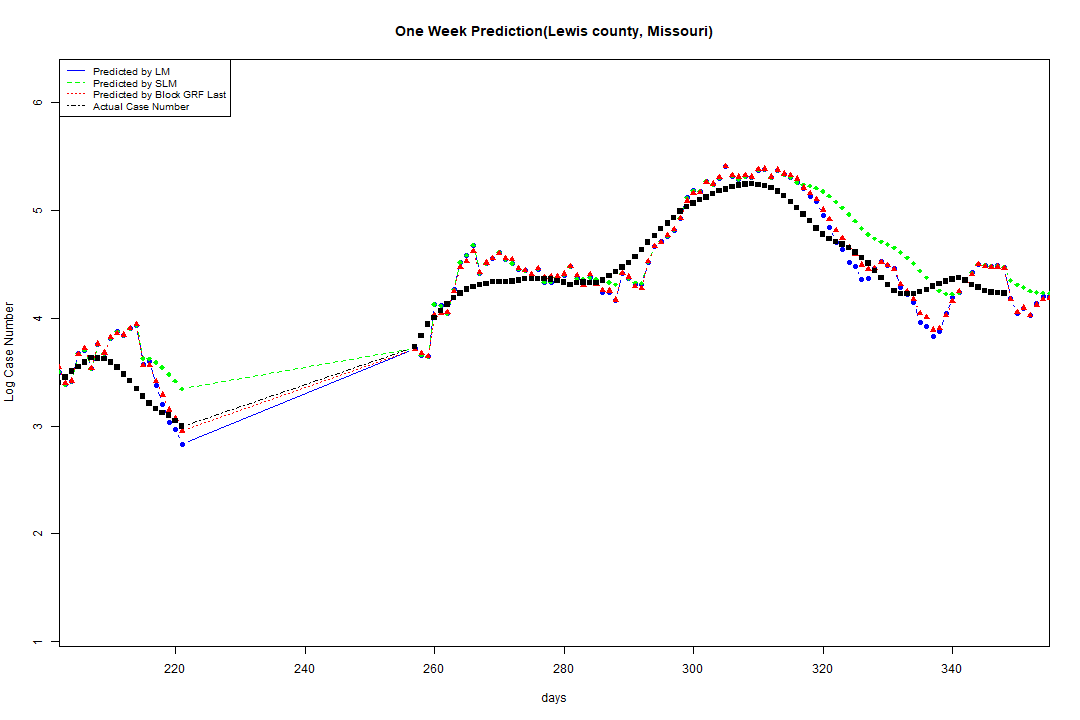 One Week Prediction(Lewis county, Missouri)
Predicted by LM
Predicted by SLM
Predicted by Block GRF Last
Actual Case Number
6
5
4
3
2
1
Log Case Number
220 240 260 280 300 320 340
days